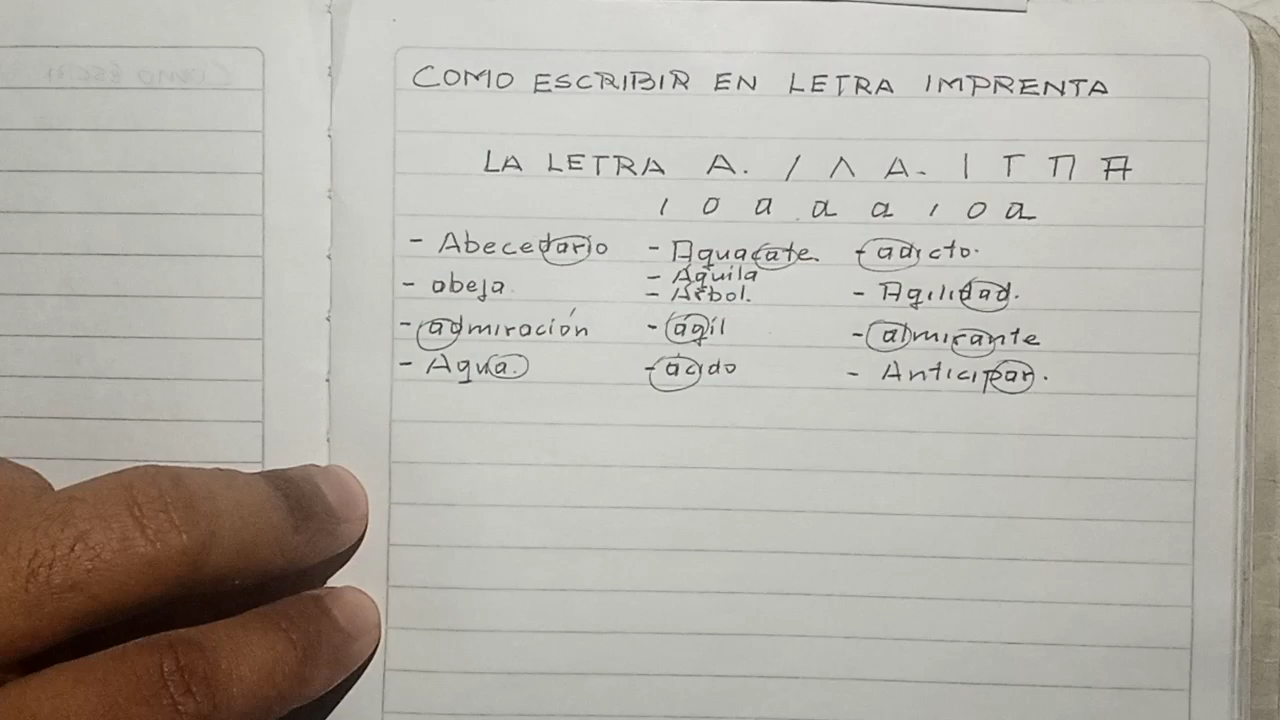 COMO ESCRIBIR EN LETRA IMPRENTA
LA LETRA A. / Λ A. | Γ Π A
ı o a a a ı o a
- Abecedario - Aguacate. - adicto.
- Aguila
- abeja - Arbol. - Agilidad.
- admiración - ágil - almirante
- Agua. - ácido - Anticipar.